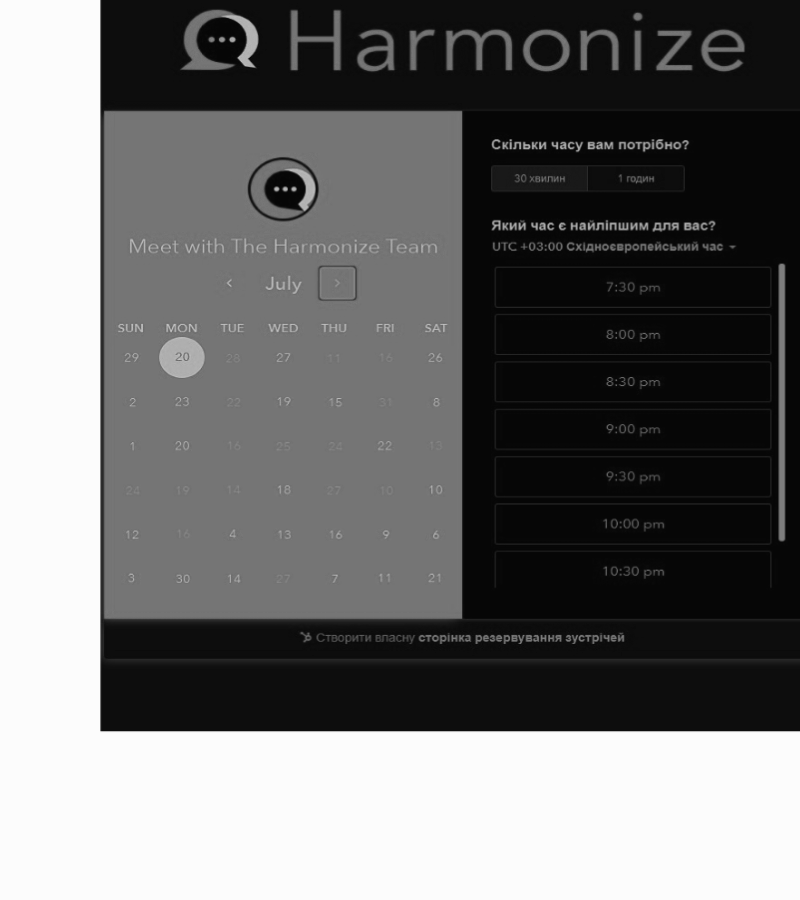 Harmonize
Meet with The Harmonize Team
July
SUN MON TUE WED THU FRI SAT
29 20 28 27 11 16 26
2 23 22 19 15 31 8
1 20 16 25 24 22 13
24 19 14 18 27 10 10
12 16 4 13 16 9 6
3 30 14 27 7 11 21
Скільки часу вам потрібно?
30 хвилин 1 годин
Який час є найліпшим для вас?
UTC +03:00 Східноєвропейський час
7:30 pm
8:00 pm
8:30 pm
9:00 pm
9:30 pm
10:00 pm
10:30 pm
Створити власну сторінка резервування зустрічей